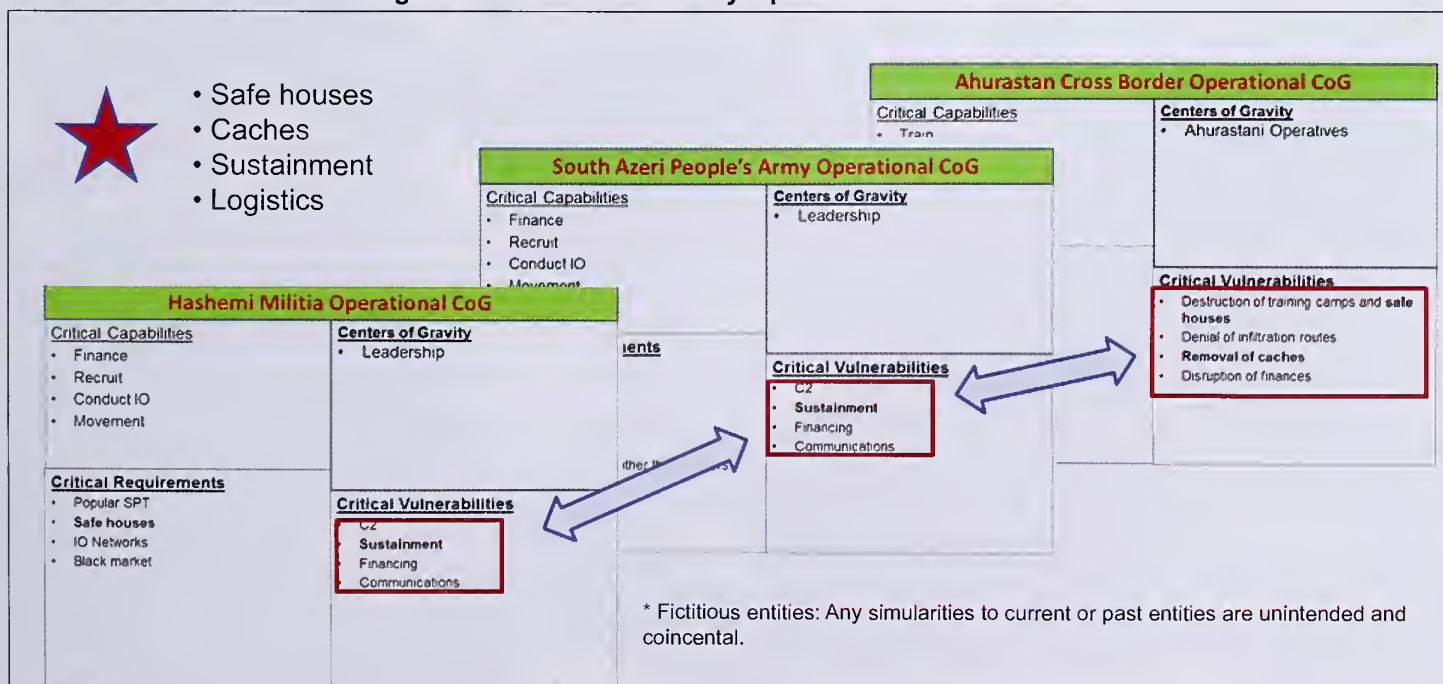 • Safe houses
• Caches
• Sustainment
• Logistics
Ahurastan Cross Border Operational CoG
Critical Capabilities
• Train
Centers of Gravity
• Ahurastani Operatives
Critical Vulnerabilities
• Destruction of training camps and safe
houses
• Denial of infiltration routes
• Removal of caches
• Disruption of finances
South Azeri People's Army Operational CoG
Critical Capabilities
• Finance
• Recruit
• Conduct IO
• Movement
Centers of Gravity
• Leadership
Critical Vulnerabilities
• C2
• Sustainment
• Financing
• Communications
Hashemi Militia Operational CoG
Critical Capabilities
• Finance
• Recruit
• Conduct IO
• Movement
Centers of Gravity
• Leadership
Critical Requirements
• Popular SPT
• Safe houses
• IO Networks
• Black market
Critical Vulnerabilities
C2
Sustainment
• Financing
• Communications
* Fictitious entities: Any simularities to current or past entities are unintended and
coincental.